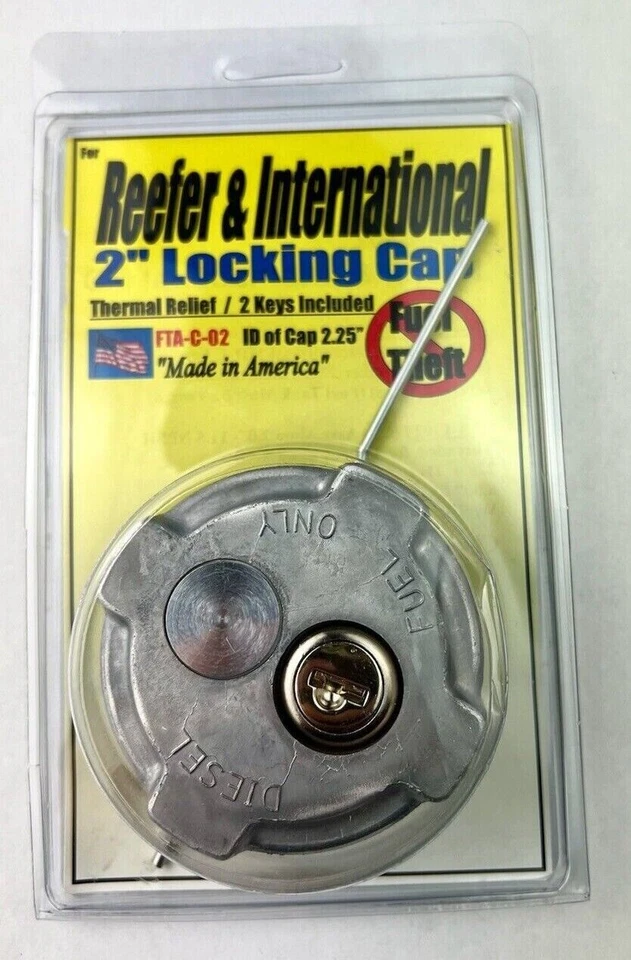 For
Reefer & International
2" Locking Cap
Thermal Relief / 2 Keys Included
FTA-C-02 ID of Cap 2.25"
"Made in America"
Fuel
Theft
DIESEL
FUEL
ONLY